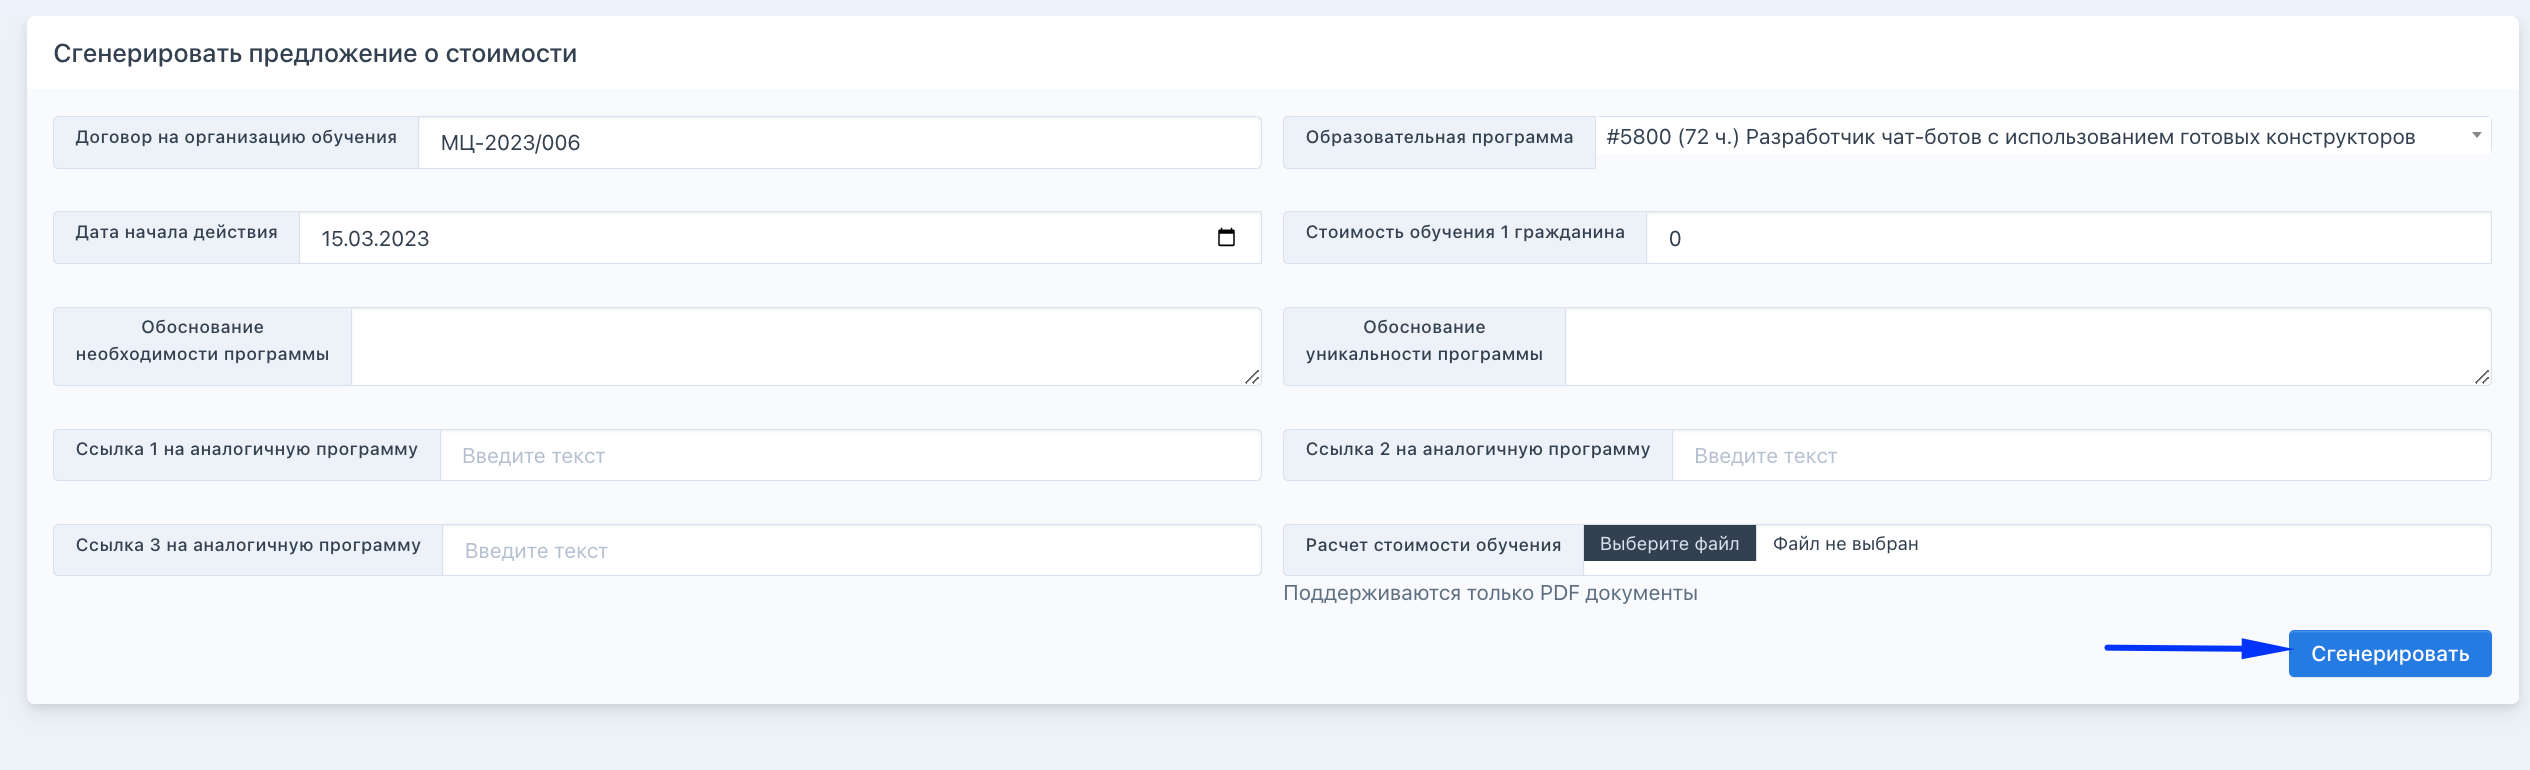 Сгенерировать предложение о стоимости
Договор на организацию обучения
МЦ-2023/006
Образовательная программа
#5800 (72 ч.) Разработчик чат-ботов с использованием готовых конструкторов
Дата начала действия
15.03.2023
Стоимость обучения 1 гражданина
0
Обоснование
необходимости программы
Обоснование
уникальности программы
Ссылка 1 на аналогичную программу
Введите текст
Ссылка 2 на аналогичную программу
Введите текст
Ссылка 3 на аналогичную программу
Введите текст
Расчет стоимости обучения
Выберите файл
Файл не выбран
Поддерживаются только PDF документы
Сгенерировать